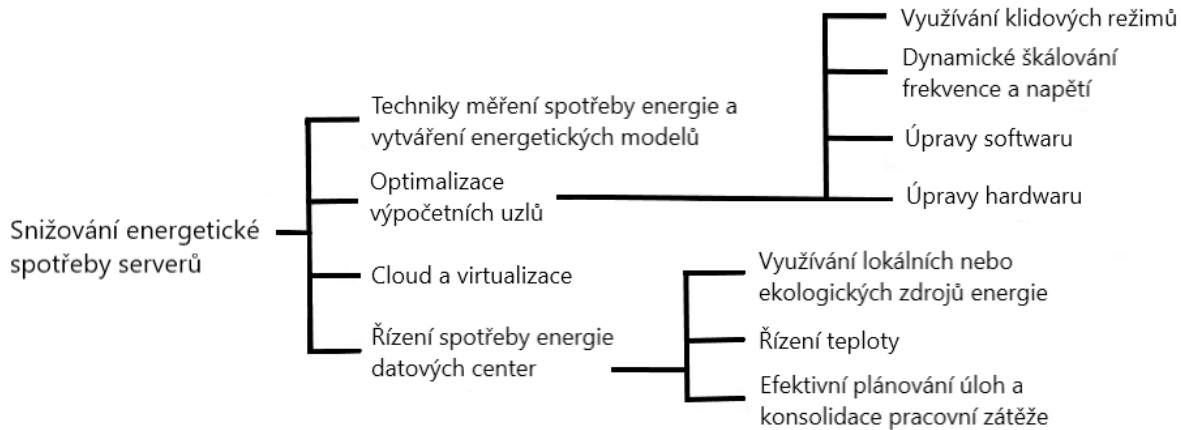 Snižování energetické
spotřeby serverů
Techniky měření spotřeby energie a
vytváření energetických modelů
Optimalizace
výpočetních uzlů
Využívání klidových režimů
Dynamické škálování
frekvence a napětí
Úpravy softwaru
Úpravy hardwaru
Cloud a virtualizace
Řízení spotřeby energie
datových center
Využívání lokálních nebo
ekologických zdrojů energie
Řízení teploty
Efektivní plánování úloh a
konsolidace pracovní zátěže